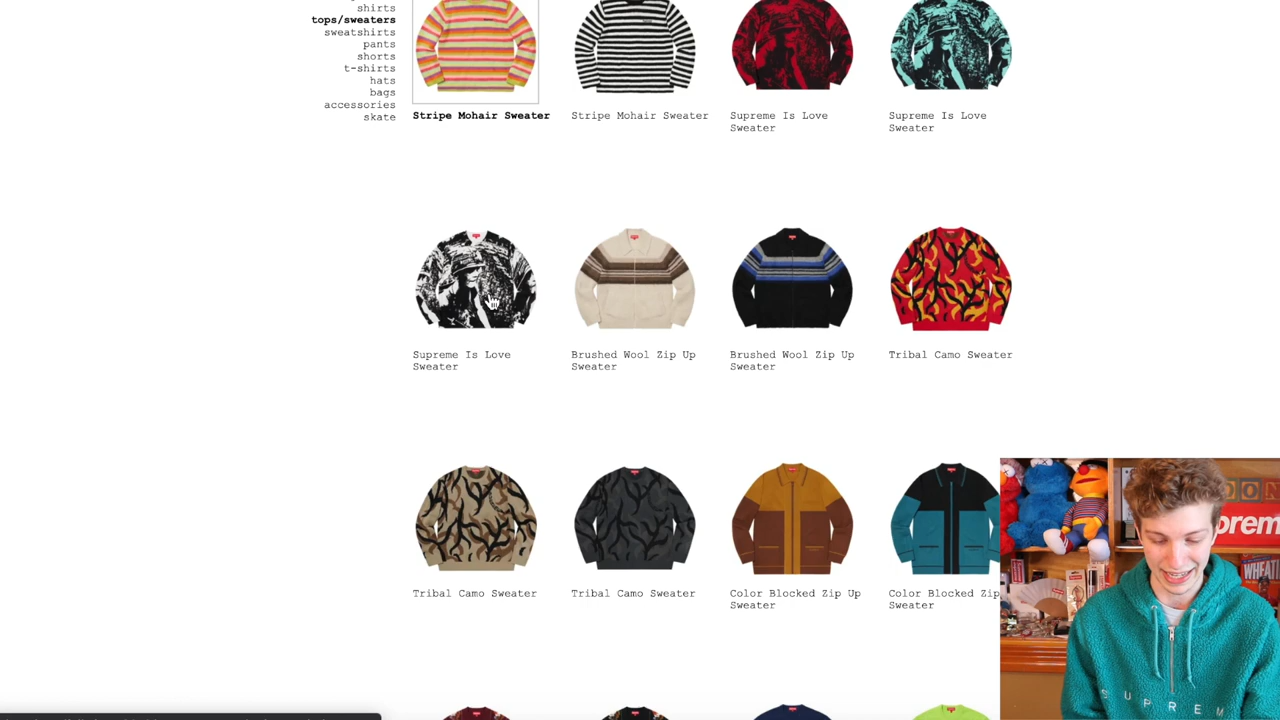 shirts
tops/sweaters
sweatshirts
pants
shorts
t-shirts
hats
bags
accessories
skate
Stripe Mohair Sweater
Stripe Mohair Sweater
Supreme Is Love
Sweater
Supreme Is Love
Sweater
Supreme Is Love
Sweater
Brushed Wool Zip Up
Sweater
Brushed Wool Zip Up
Sweater
Tribal Camo Sweater
Tribal Camo Sweater
Tribal Camo Sweater
Color Blocked Zip Up
Sweater
Color Blocked Zip
Sweater
prem
WHEATI
SUPREM